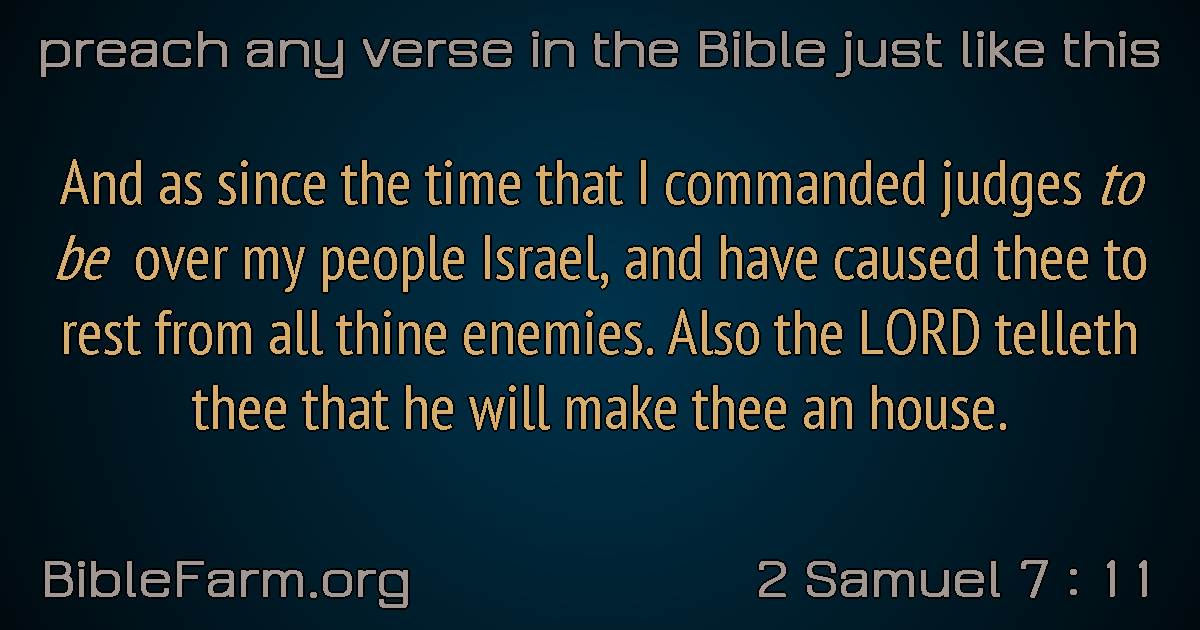 preach any verse in the Bible just like this
And as since the time that I commanded judges to
be over my people Israel, and have caused thee to
rest from all thine enemies. Also the LORD telleth
thee that he will make thee an house.
BibleFarm.org
2 Samuel 7 : 11